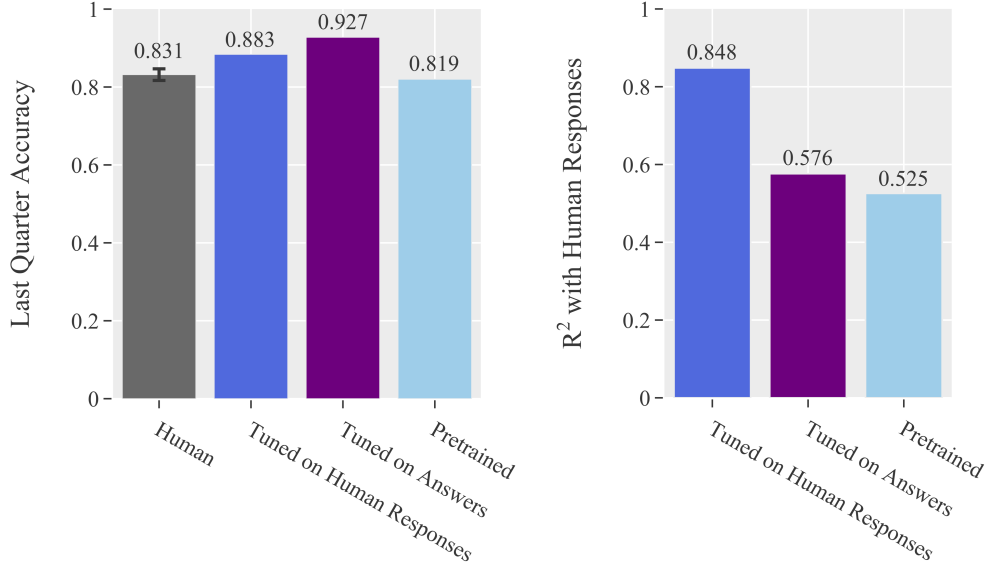 Last Quarter Accuracy
1
0.8
0.6
0.4
0.2
0
0.831
0.883
0.927
0.819
Human
Tuned on Human Responses
Tuned on Answers
Pretrained
R² with Human Responses
1
0.8
0.6
0.4
0.2
0
0.848
0.576
0.525
Tuned on Human Responses
Tuned on Answers
Pretrained